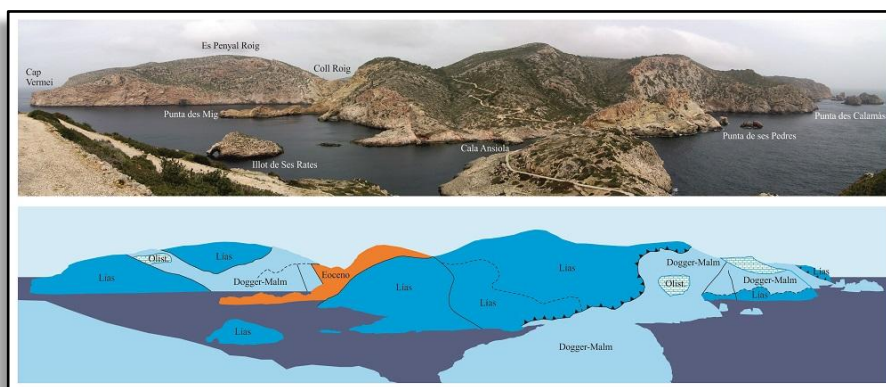 Es Penyal Roig
Coll Roig
Cap
Vermei
Punta des Mig
Illot de Ses Rates
Cala Ansiola
Punta de ses Pedres
Punta des Calamàs
Olist.
Lias
Lias
Dogger-Malm
Eoceno
Lias
Lias
Lias
Lias
Dogger-Malm
Olist.
Dogger-Malm
Lias
Lias
Dogger-Malm